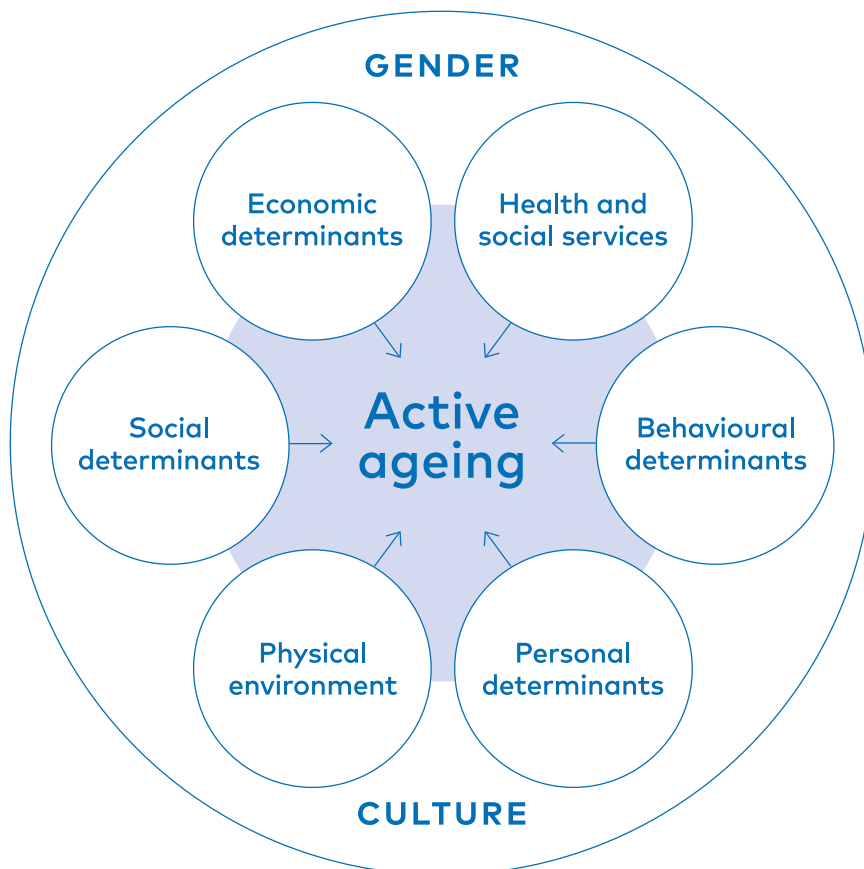 GENDER
Economic
determinants
Health and
social services
Social
determinants
Active
ageing
Behavioural
determinants
Physical
environment
Personal
determinants
CULTURE